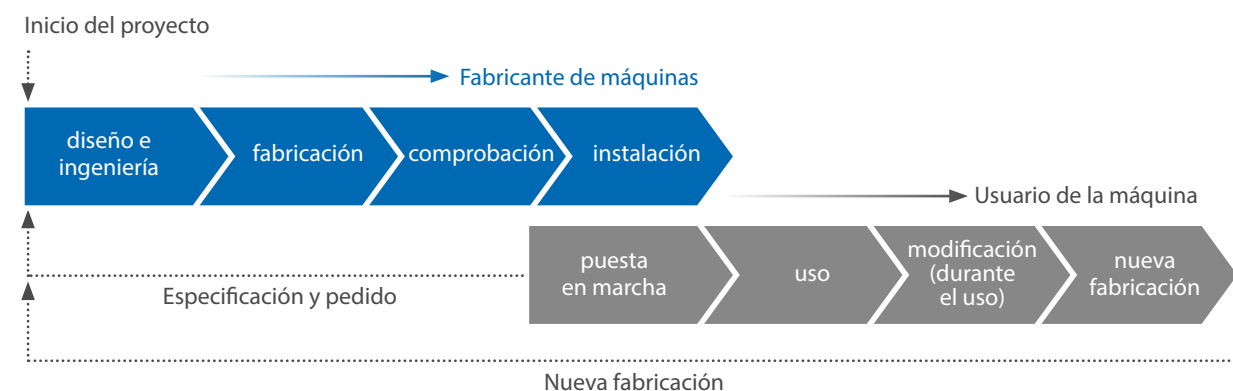 Inicio del proyecto
Fabricante de máquinas
diseño e
ingeniería
fabricación
comprobación
instalación
Usuario de la máquina
puesta
en marcha
uso
modificación
(durante
el uso)
nueva
fabricación
Especificación y pedido
Nueva fabricación